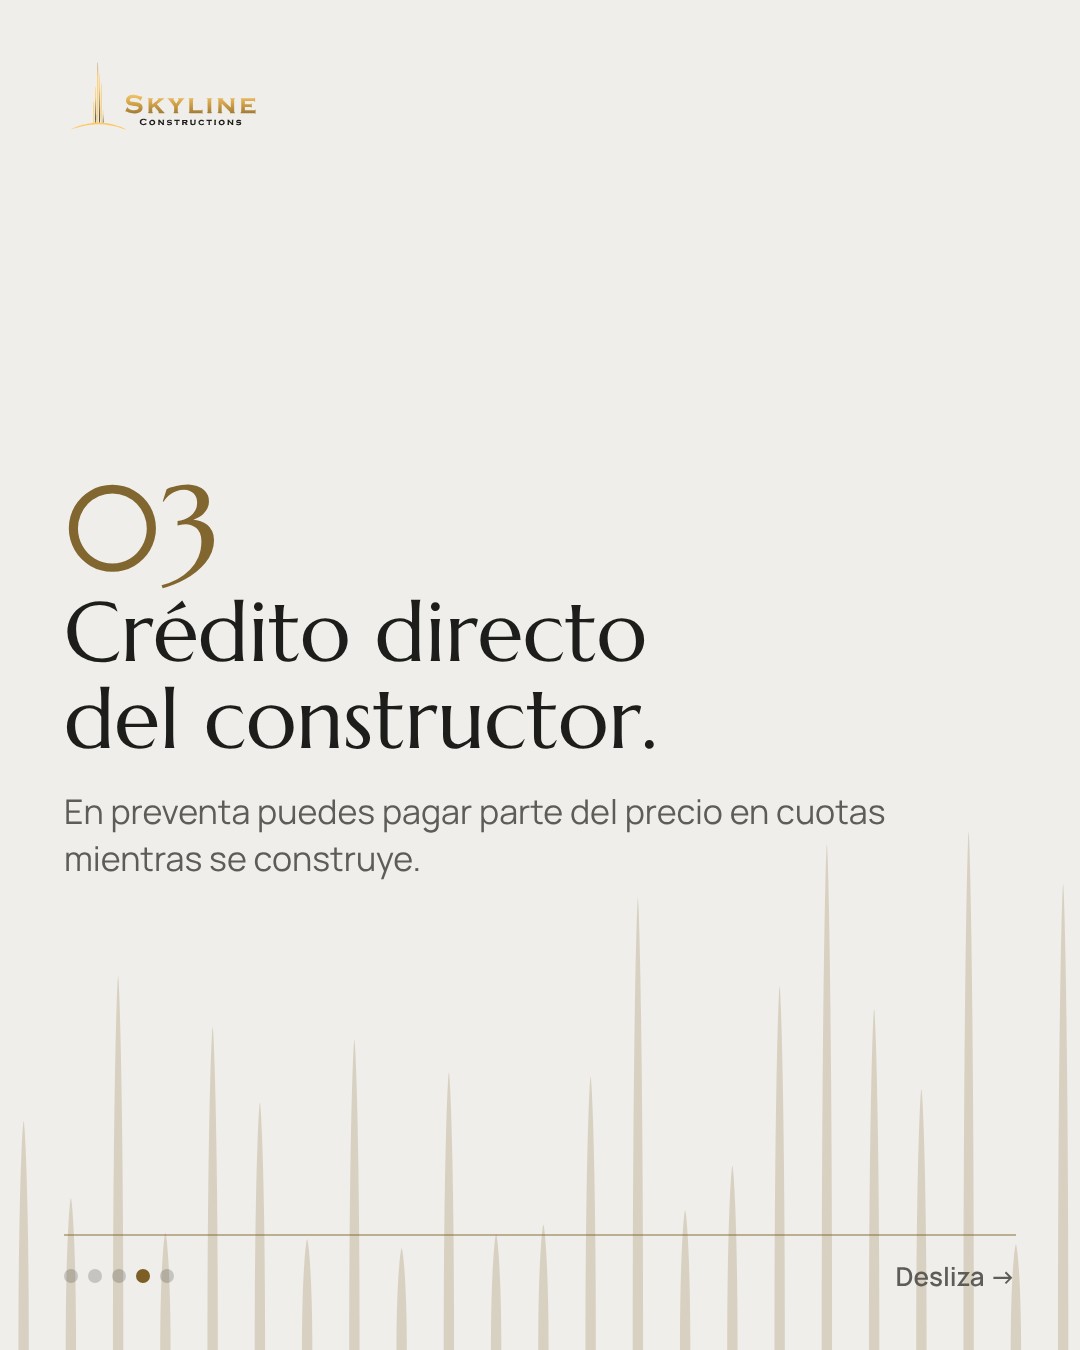 SKYLINE
CONSTRUCTIONS
03
Crédito directo
del constructor.
En preventa puedes pagar parte del precio en cuotas
mientras se construye.
Desliza →